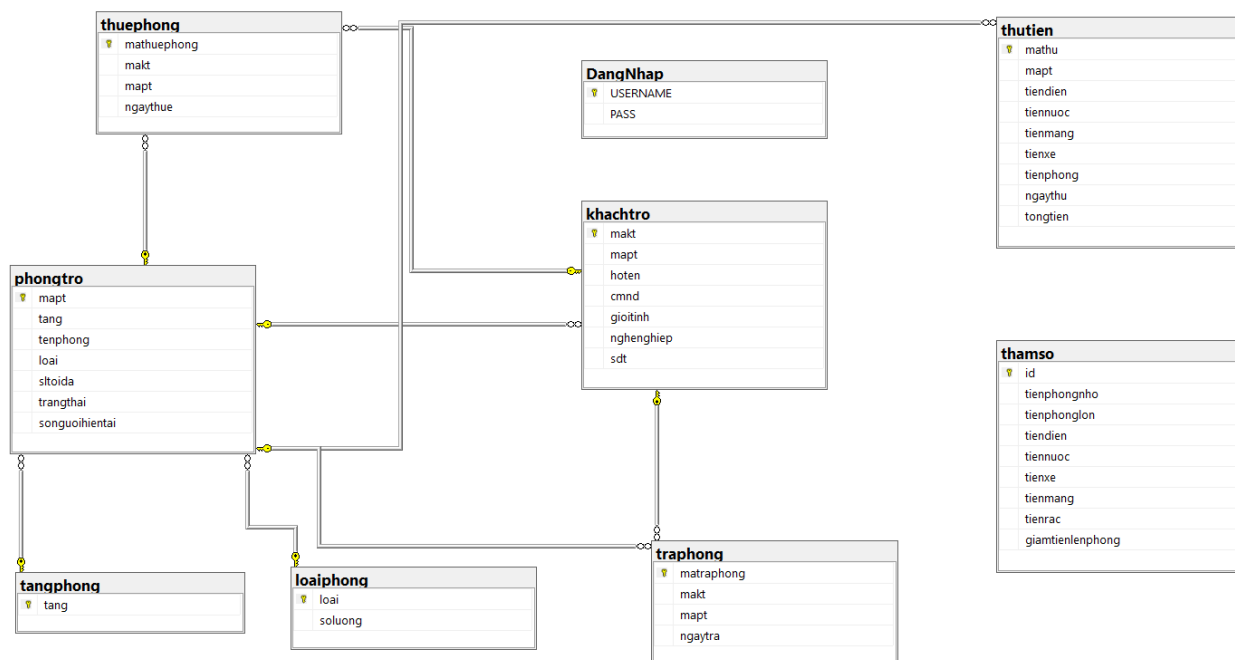 thuephong
mathuephong
makt
mapt
ngaythue
DangNhap
USERNAME
PASS
thutien
mathu
mapt
tiendien
tiennuoc
tienmang
tienxe
tienphong
ngaythu
tongtien
khachtro
makt
mapt
hoten
cmnd
gioitinh
nghenghiep
sdt
phongtro
mapt
tang
tenphong
loai
sltoida
trangthai
songuoihientai
thamso
id
tienphongnho
tienphonglon
tiendien
tiennuoc
tienxe
tienmang
tienrac
giamtienlenphong
tangphong
tang
loaiphong
loai
soluong
traphong
matraphong
makt
mapt
ngaytra